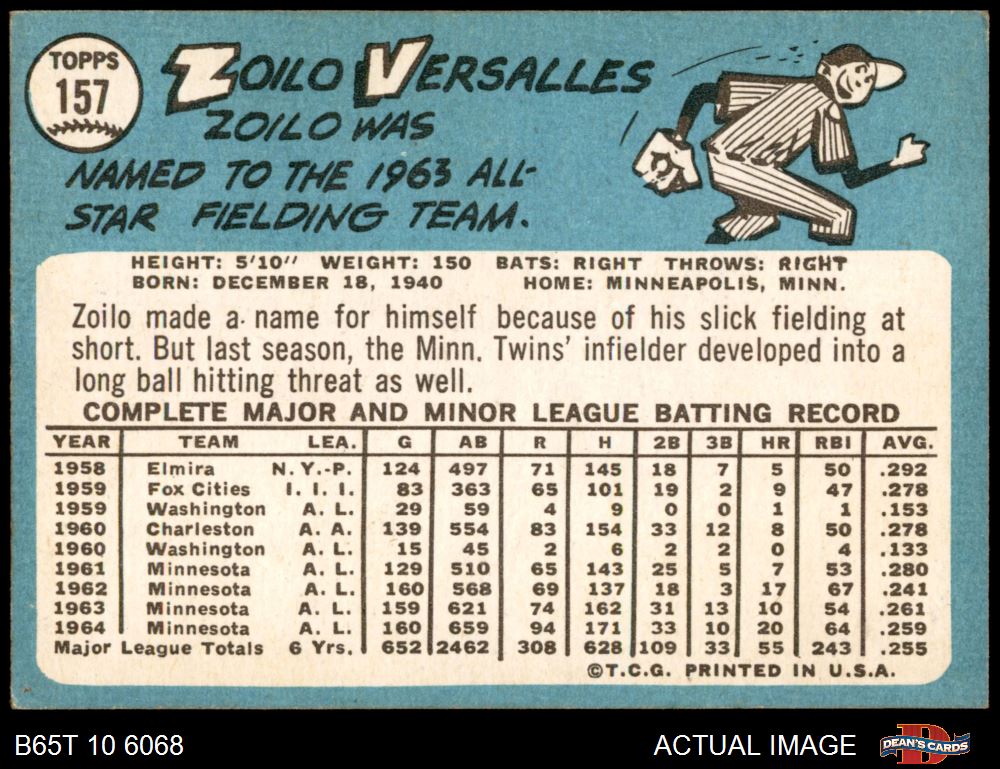 TOPPS
157
ZOILO VERSALLES
ZOILO WAS
NAMED TO THE 1963 ALL-
STAR FIELDING TEAM.
HEIGHT: 5'10" WEIGHT: 150 BATS: RIGHT THROWS: RIGHT
BORN: DECEMBER 18, 1940 HOME: MINNEAPOLIS, MINN.
Zoilo made a name for himself because of his slick fielding at
short. But last season, the Minn. Twins' infielder developed into a
long ball hitting threat as well.
COMPLETE MAJOR AND MINOR LEAGUE BATTING RECORD
YEAR TEAM LEA. G AB R H 2B 3B HR RBI AVG.
1958 Elmira N. Y.-P. 124 497 71 145 18 7 5 50 .292
1959 Fox Cities I. I. I. 83 363 65 101 19 2 9 47 .278
1959 Washington A. L. 29 59 4 9 0 0 1 1 .153
1960 Charleston A. A. 139 554 83 154 33 12 8 50 .278
1960 Washington A. L. 15 45 2 6 2 2 0 4 .133
1961 Minnesota A. L. 129 510 65 143 25 5 7 53 .280
1962 Minnesota A. L. 160 568 69 137 18 3 17 67 .241
1963 Minnesota A. L. 159 621 74 162 31 13 10 54 .261
1964 Minnesota A. L. 160 659 94 171 33 10 20 64 .259
Major League Totals 6 Yrs. 652 2462 308 628 109 33 55 243 .255
©T.C.G. PRINTED IN U.S.A.
B65T 10 6068 ACTUAL IMAGE DEAN'S CARDS